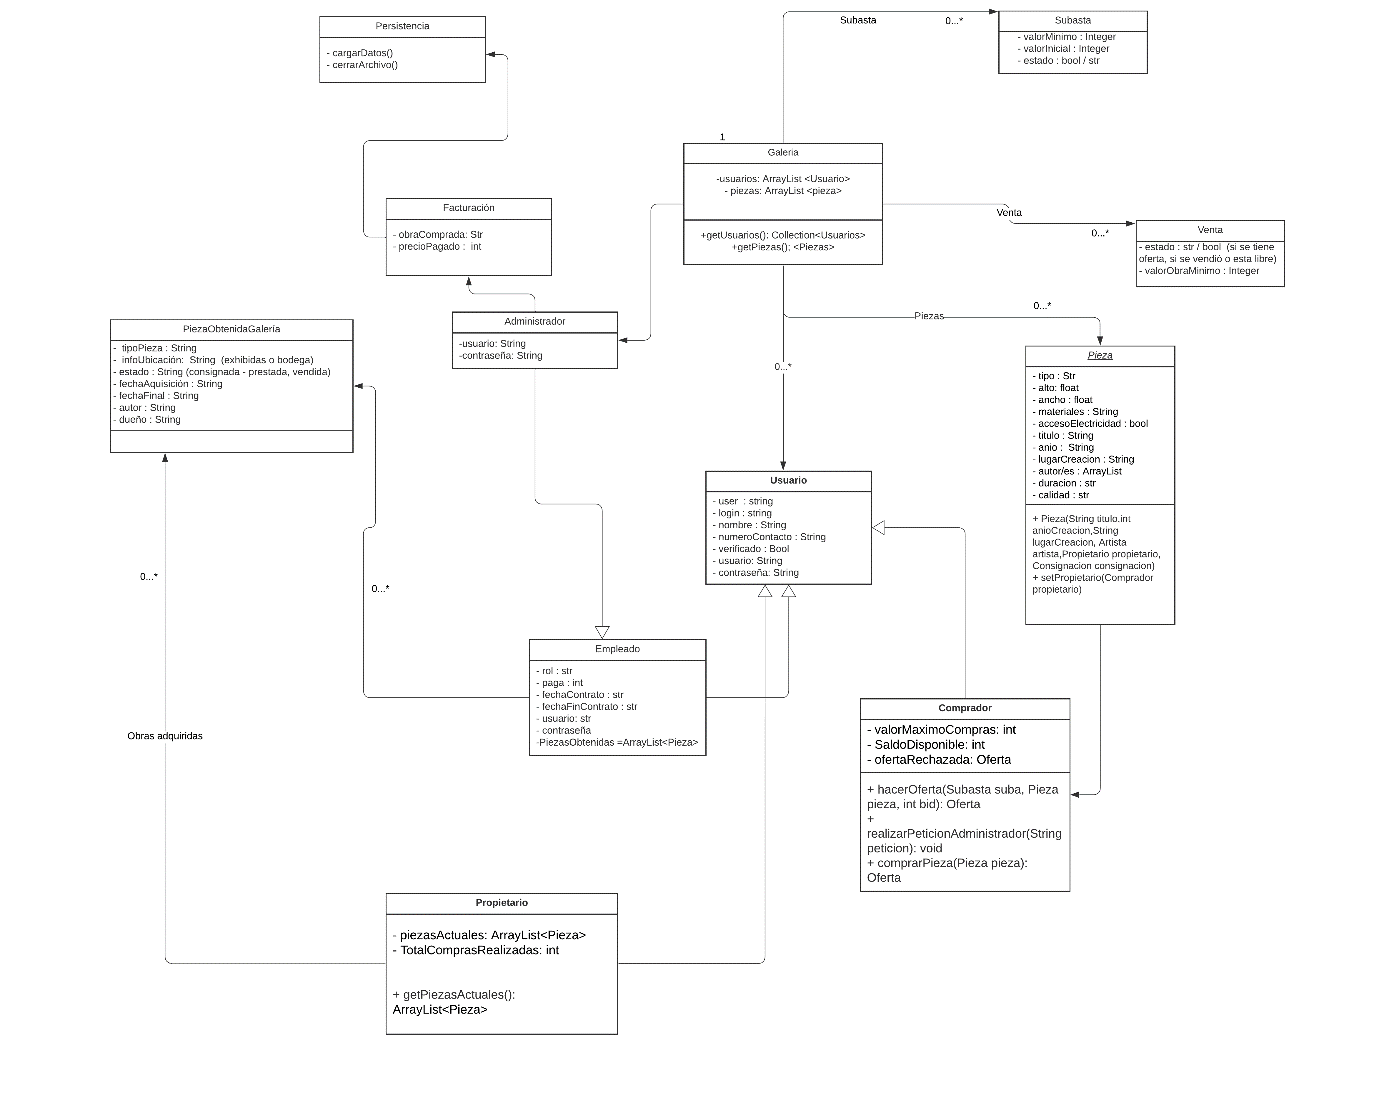 Persistencia
- cargarDatos()
- cerrarArchivo()
Subasta
0...*
Subasta
- valorMinimo : Integer
- valorInicial : Integer
- estado : bool / str
1
Galeria
-usuarios: ArrayList <Usuario>
- piezas: ArrayList <pieza>
+getUsuarios(): Collection<Usuarios>
+getPiezas(); <Piezas>
Venta
0...*
Venta
- estado : str / bool  (si se tiene
oferta, si se vendió o esta libre)
- valorObraMinimo : Integer
Facturación
- obraComprada: Str
- precioPagado :  int
Administrador
-usuario: String
-contraseña: String
PiezaObtenidaGalería
-  tipoPieza : String
-  infoUbicación:  String  (exhibidas o bodega)
- estado : String (consignada - prestada, vendida)
- fechaAquisición : String
- fechaFinal : String
- autor : String
- dueño : String
Piezas
0...*
0...*
Pieza
- tipo : Str
- alto: float
- ancho : float
- materiales : String
- accesoElectricidad : bool
- titulo : String
- anio :  String
- lugarCreacion : String
- autor/es : ArrayList
- duracion : str
- calidad : str
+ Pieza(String titulo,int
anioCreacion,String
lugarCreacion, Artista
artista,Propietario propietario,
Consignacion consignacion)
+ setPropietario(Comprador
propietario)
Usuario
- user  : string
- login : string
- nombre : String
- numeroContacto : String
- verificado : Bool
- usuario: String
- contraseña: String
0...*
0...*
Empleado
- rol : str
- paga : int
- fechaContrato : str
- fechaFinContrato : str
- usuario: str
- contraseña
-PiezasObtenidas =ArrayList<Pieza>
Obras adquiridas
Comprador
- valorMaximoCompras: int
- SaldoDisponible: int
- ofertaRechazada: Oferta
+ hacerOferta(Subasta suba, Pieza
pieza, int bid): Oferta
+
realizarPeticionAdministrador(String
peticion): void
+ comprarPieza(Pieza pieza):
Oferta
Propietario
- piezasActuales: ArrayList<Pieza>
- TotalComprasRealizadas: int
+ getPiezasActuales():
ArrayList<Pieza>